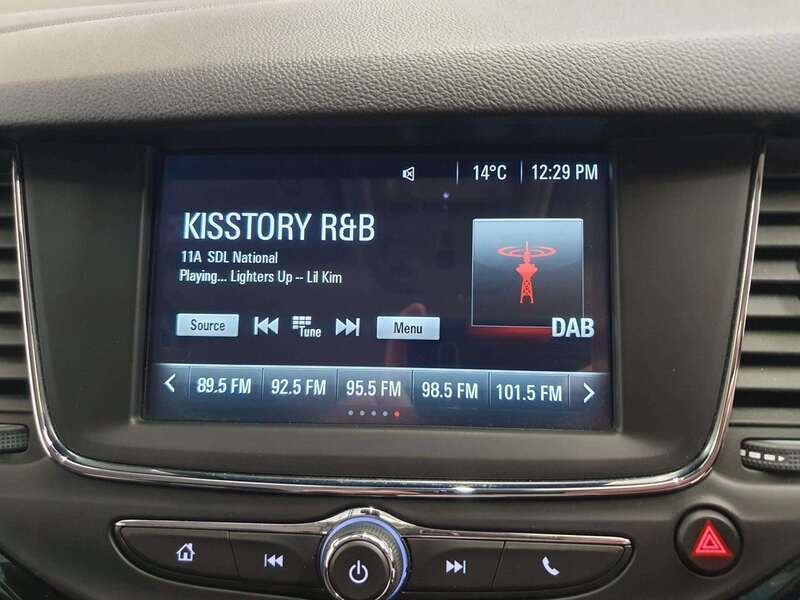 14°C 12:29 PM
KISSTORY R&B
11A SDL National
Playing... Lighters Up -- Lil Kim
Source Tune Menu
DAB
89.5 FM 92.5 FM 95.5 FM 98.5 FM 101.5 FM